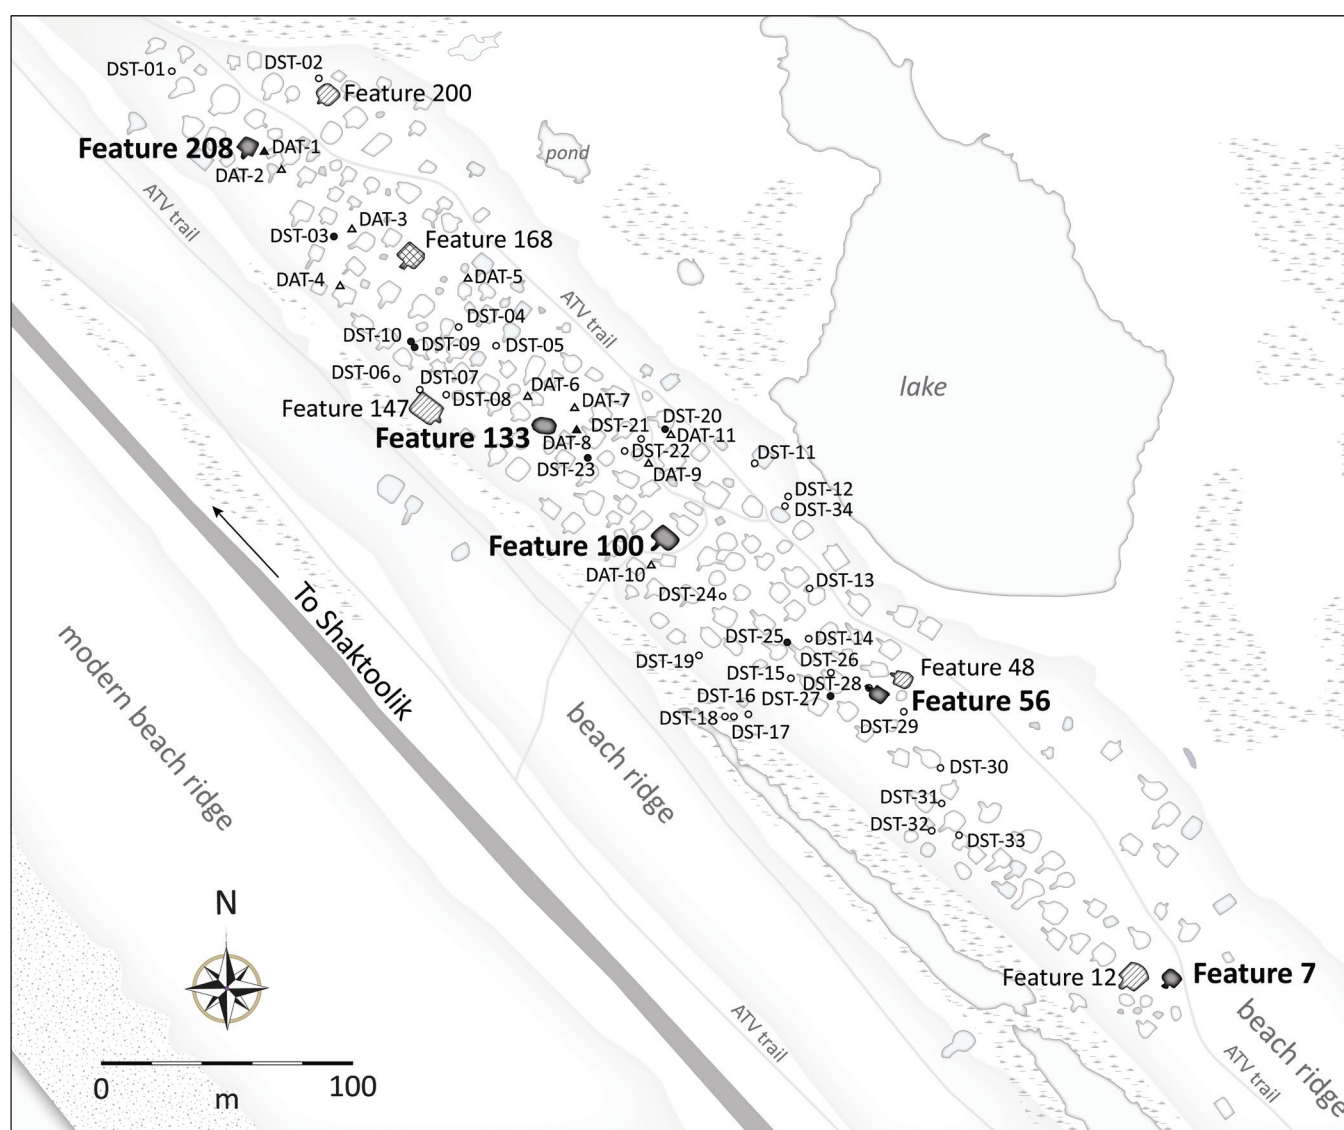 DST-02
DST-01
Feature 200
Feature 208
DAT-1
DAT-2
pond
ATV trail
DAT-3
DST-03
Feature 168
DAT-4
DAT-5
ATV trail
DST-04
DST-10
DST-09
DST-05
DST-06
DST-07
DAT-6
lake
DST-08
DAT-7
Feature 147
DST-20
DST-21
Feature 133
DAT-8
DAT-11
DST-22
DST-11
DST-23
DAT-9
DST-12
DST-34
Feature 100
DAT-10
DST-13
DST-24
To Shaktoolik
DST-25
DST-14
modern beach ridge
DST-19
DST-26
Feature 48
DST-15
DST-28
DST-16
DST-27
Feature 56
DST-18
DST-29
DST-17
beach ridge
DST-30
DST-31
DST-32
DST-33
N
Feature 12
Feature 7
beach ridge
ATV trail
ATV trail
0
100
m